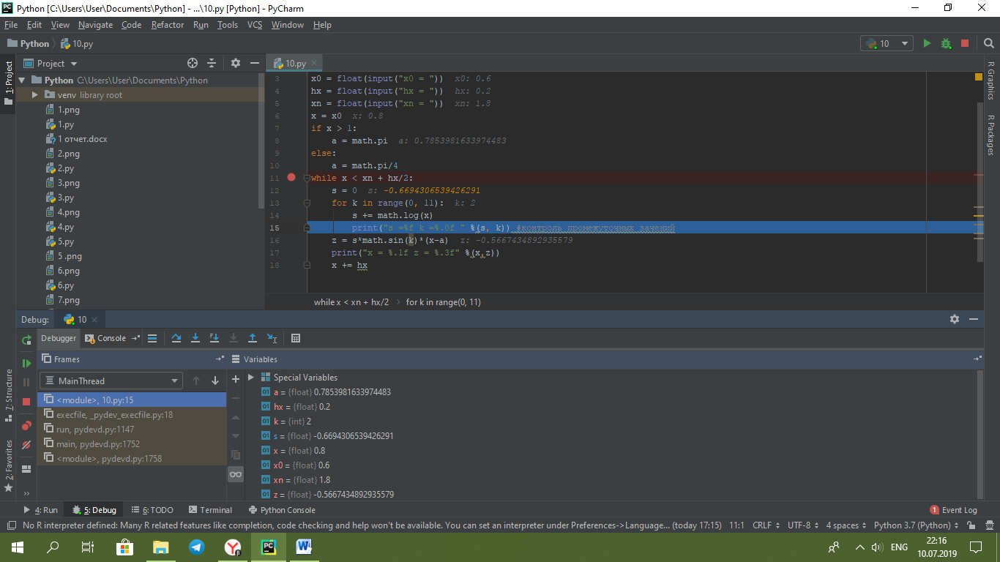 Python [C:\Users\User\Documents\Python] - ...\10.py [Python] - PyCharm
File Edit View Navigate Code Refactor Run Tools VCS Window Help
Python 10.py
10
1: Project
Project
Python C:\Users\User\Documents\Python
venv library root
1.png
1.py
1 отчет.docx
2.png
2.py
3.png
3.py
4.png
4.py
5.py
5 .png
6.png
6.py
7.png
10.py
3 x0 = float(input("x0 = ")) x0: 0.6
4 hx = float(input("hx = ")) hx: 0.2
5 xn = float(input("xn = ")) xn: 1.8
6 x = x0 x: 0.8
7 if x > 1:
8 a = math.pi a: 0.7853981633974483
9 else:
10 a = math.pi/4
11 while x < xn + hx/2:
12 s = 0 s: -0.6694306539426291
13 for k in range(0, 11): k: 2
14 s += math.log(x)
15 print("s =%f k =%.0f " %(s, k)) #контроль промежуточных зачений
16 z = s*math.sin(k)*(x-a) z: -0.5667434892935579
17 print("x = %.1f z = %.3f" %(x,z))
18 x += hx
while x < xn + hx/2 for k in range(0, 11)
R Graphics
R Packages
Debug: 10
Debugger Console
Frames
Variables
MainThread
<module>, 10.py:15
execfile, _pydev_execfile.py:18
run, pydevd.py:1147
main, pydevd.py:1752
<module>, pydevd.py:1758
Special Variables
a = {float} 0.7853981633974483
hx = {float} 0.2
k = {int} 2
s = {float} -0.6694306539426291
x = {float} 0.8
x0 = {float} 0.6
xn = {float} 1.8
z = {float} -0.5667434892935579
7: Structure
2: Favorites
4: Run 5: Debug 6: TODO Terminal Python Console 1 Event Log
No R interpreter defined: Many R related features like completion, code checking and help won't be available. You can set an interpreter under Preferences->Language... (today 17:15) 11:1 CRLF UTF-8 4 spaces Python 3.7 (Python)
ENG
22:16
10.07.2019